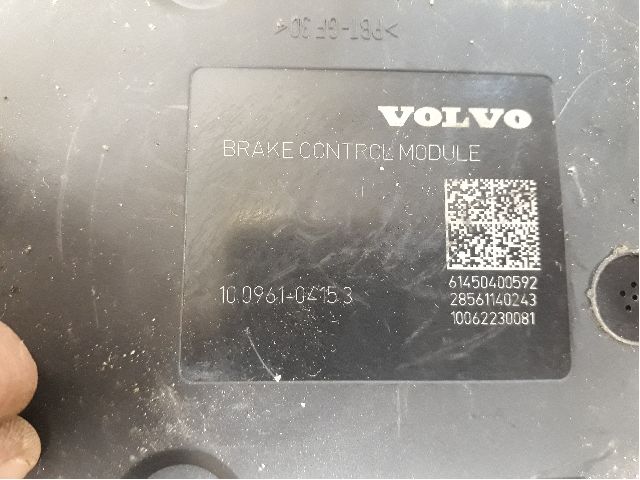 >PBT-GF30<
VOLVO
BRAKE CONTROL MODULE
10.0961-0415.3
61450400592
28561140243
10062230081